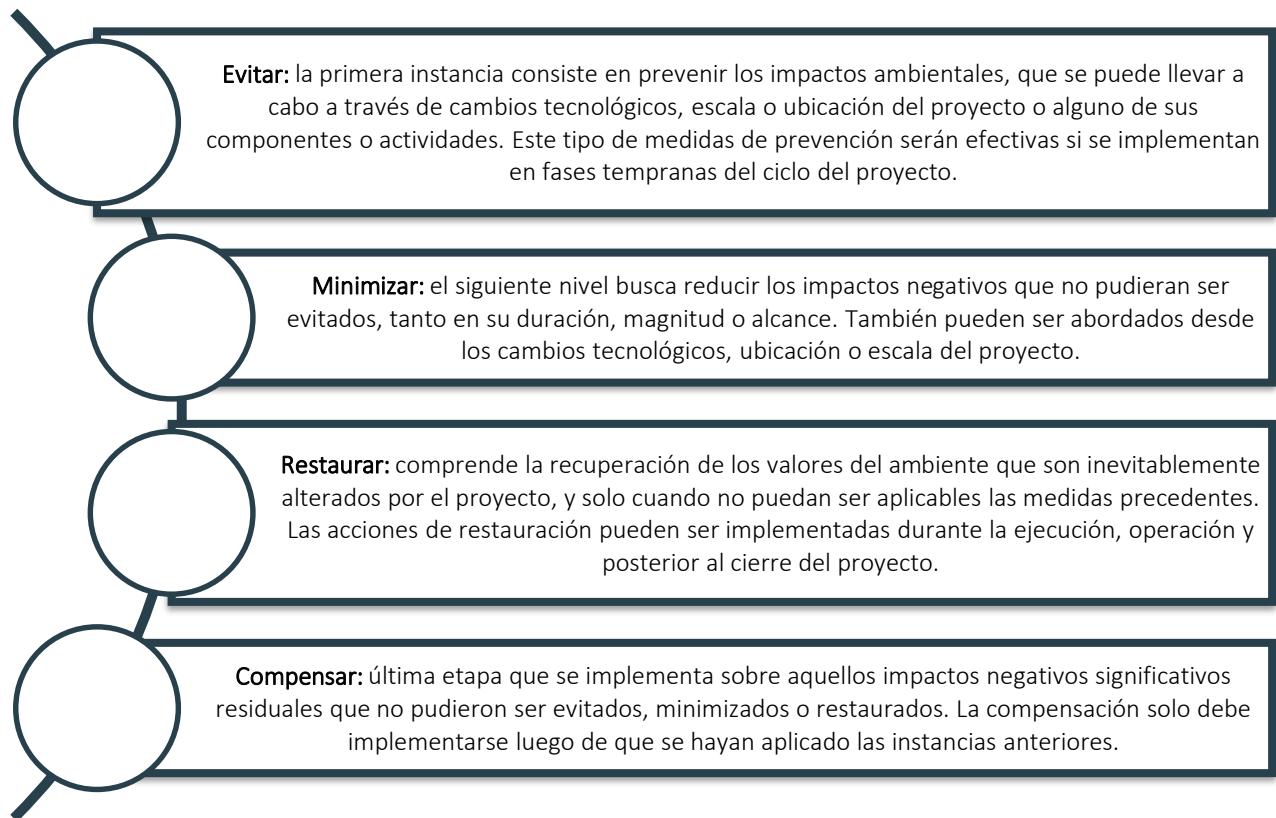 Evitar: la primera instancia consiste en prevenir los impactos ambientales, que se puede llevar a
cabo a través de cambios tecnológicos, escala o ubicación del proyecto o alguno de sus
componentes o actividades. Este tipo de medidas de prevención serán efectivas si se implementan
en fases tempranas del ciclo del proyecto.
Minimizar: el siguiente nivel busca reducir los impactos negativos que no pudieran ser
evitados, tanto en su duración, magnitud o alcance. También pueden ser abordados desde
los cambios tecnológicos, ubicación o escala del proyecto.
Restaurar: comprende la recuperación de los valores del ambiente que son inevitablemente
alterados por el proyecto, y solo cuando no puedan ser aplicables las medidas precedentes.
Las acciones de restauración pueden ser implementadas durante la ejecución, operación y
posterior al cierre del proyecto.
Compensar: última etapa que se implementa sobre aquellos impactos negativos significativos
residuales que no pudieron ser evitados, minimizados o restaurados. La compensación solo debe
implementarse luego de que se hayan aplicado las instancias anteriores.